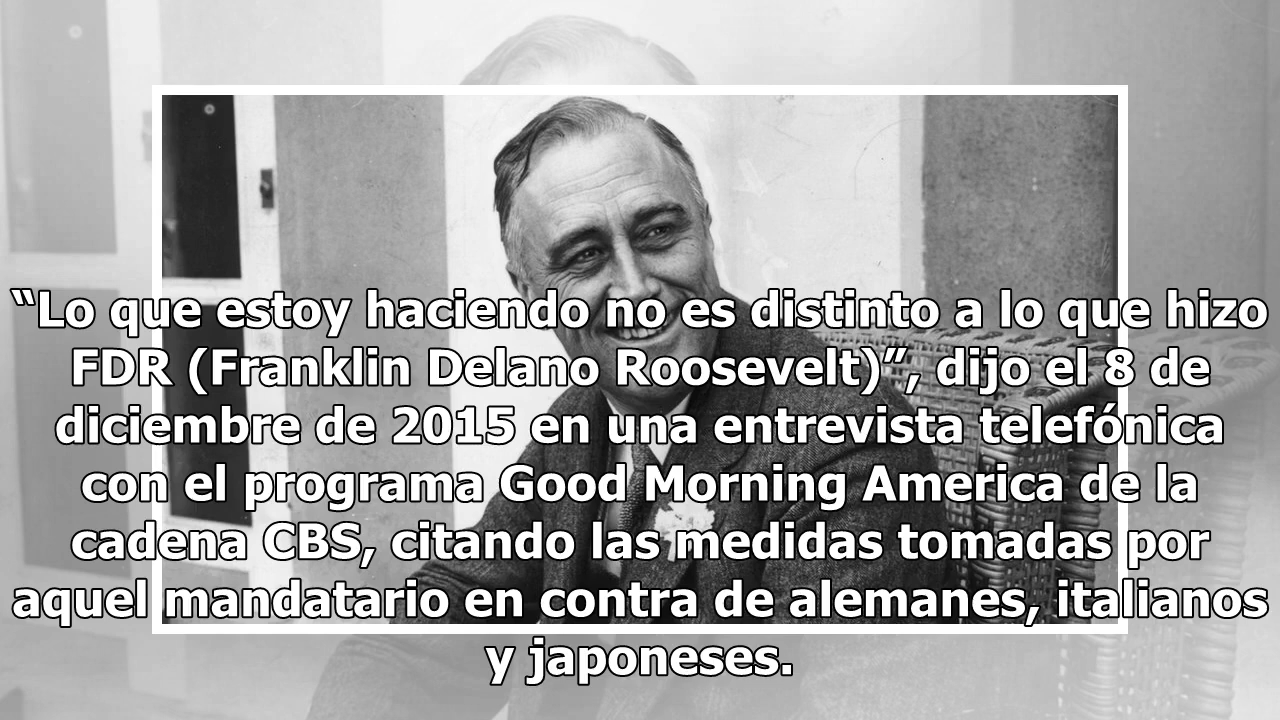 “Lo que estoy haciendo no es distinto a lo que hizo
FDR (Franklin Delano Roosevelt)”, dijo el 8 de
diciembre de 2015 en una entrevista telefónica
con el programa Good Morning America de la
cadena CBS, citando las medidas tomadas por
aquel mandatario en contra de alemanes, italianos
y japoneses.